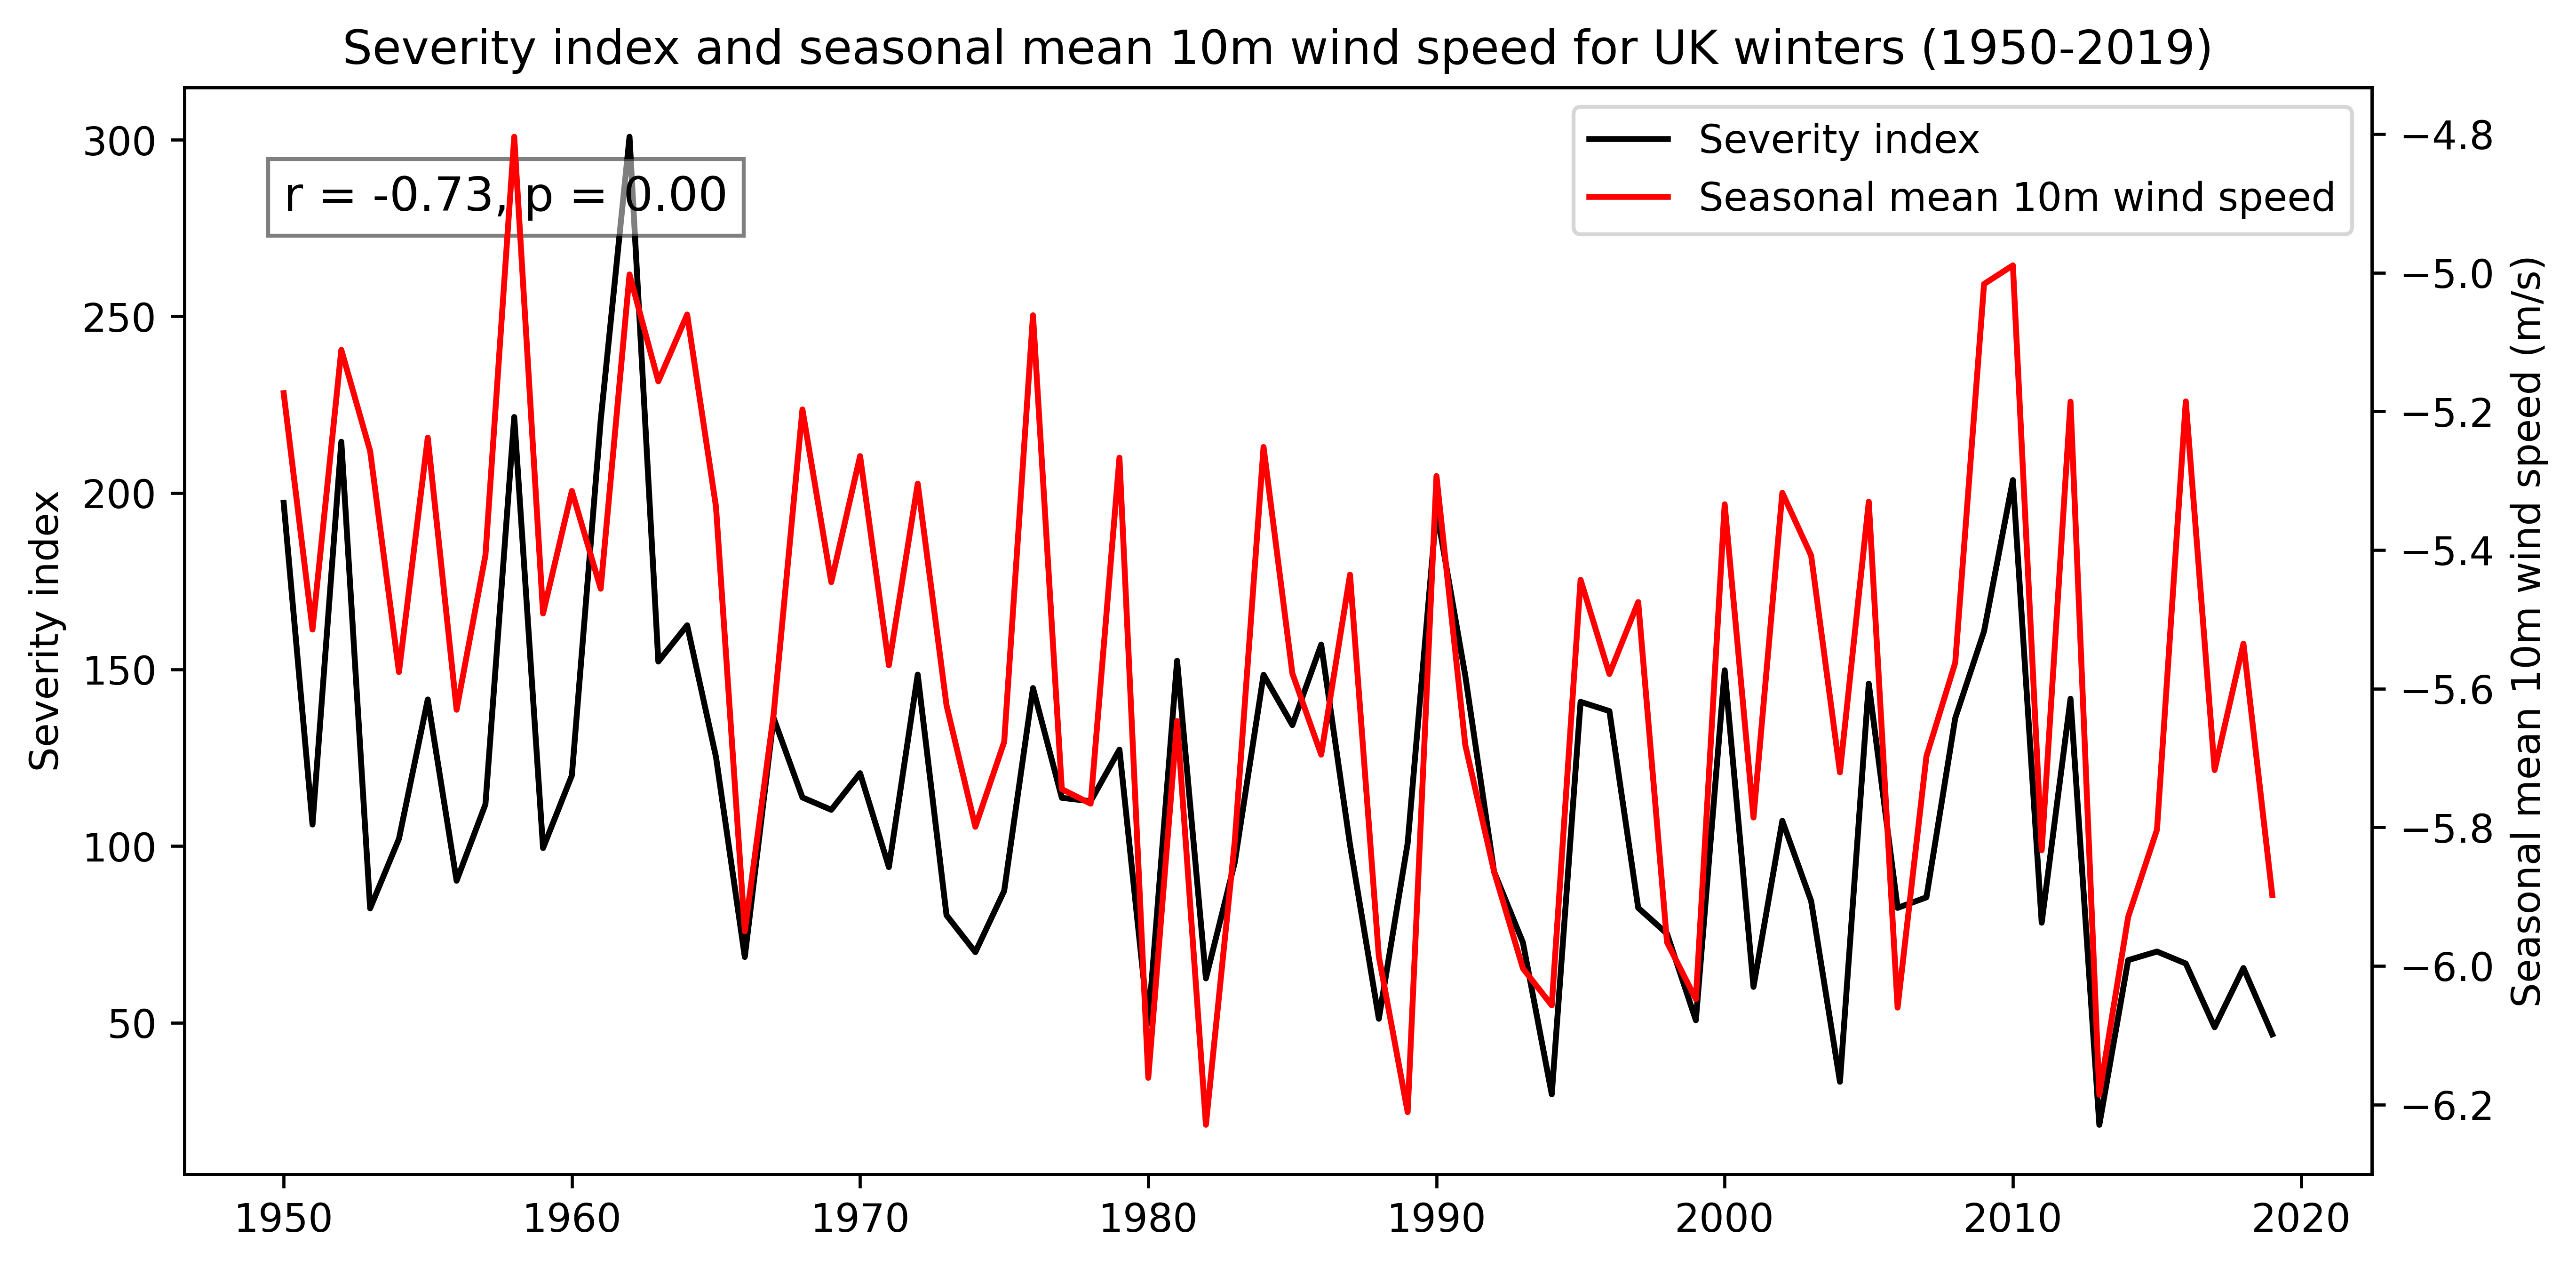 Severity index and seasonal mean 10m wind speed for UK winters (1950-2019)
r = -0.73, p = 0.00
Severity index
Seasonal mean 10m wind speed
Severity index
300
250
200
150
100
50
−4.8
−5.0
−5.2
−5.4
−5.6
−5.8
−6.0
−6.2
Seasonal mean 10m wind speed (m/s)
1950 1960 1970 1980 1990 2000 2010 2020